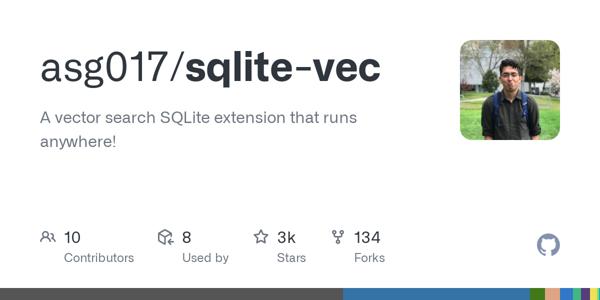 asg017/sqlite-vec
A vector search SQLite extension that runs
anywhere!
10 8 3k 134
Contributors Used by Stars Forks